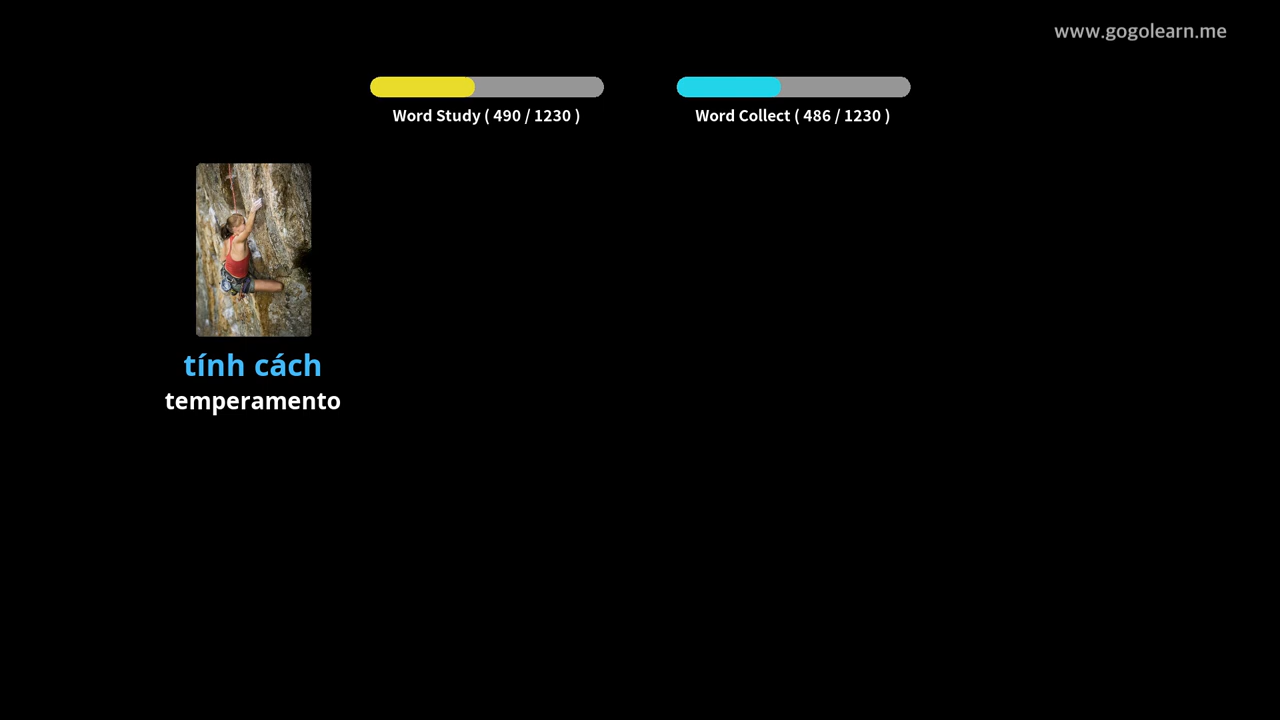 www.gogolearn.me
Word Study ( 490 / 1230 )
Word Collect ( 486 / 1230 )
tính cách
temperamento